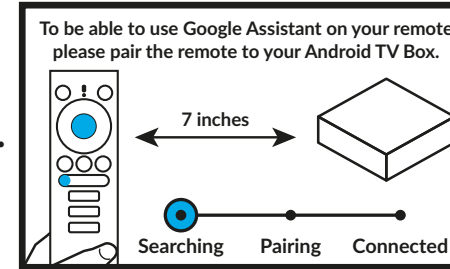 To be able to use Google Assistant on your remote
please pair the remote to your Android TV Box.
7 inches
Searching Pairing Connected